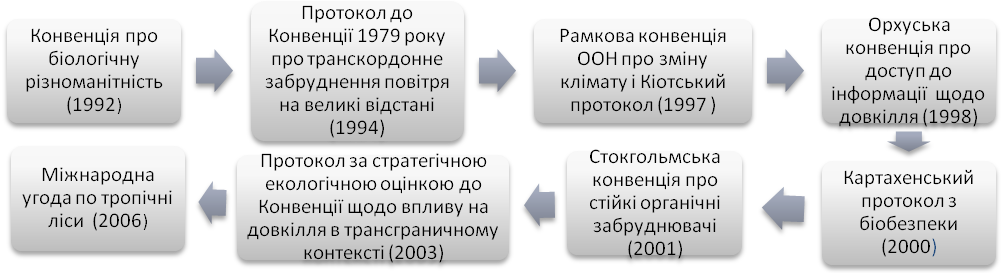 Конвенція про
біологічну
різноманітність
(1992)
Протокол до
Конвенції 1979 року
про транскордонне
забруднення повітря
на великі відстані
(1994)
Рамкова конвенція
ООН про зміну
клімату і Кіотський
протокол (1997 )
Орхуська
конвенція про
доступ до
інформації щодо
довкілля (1998)
Картахенський
протокол з
біобезпеки
(2000)
Стокгольмська
конвенція про
стійкі органічні
забруднювачі
(2001)
Протокол за стратегічною
екологічною оцінкою до
Конвенції щодо впливу на
довкілля в трансграничному
контексті (2003)
Міжнародна
угода по тропічні
ліси (2006)